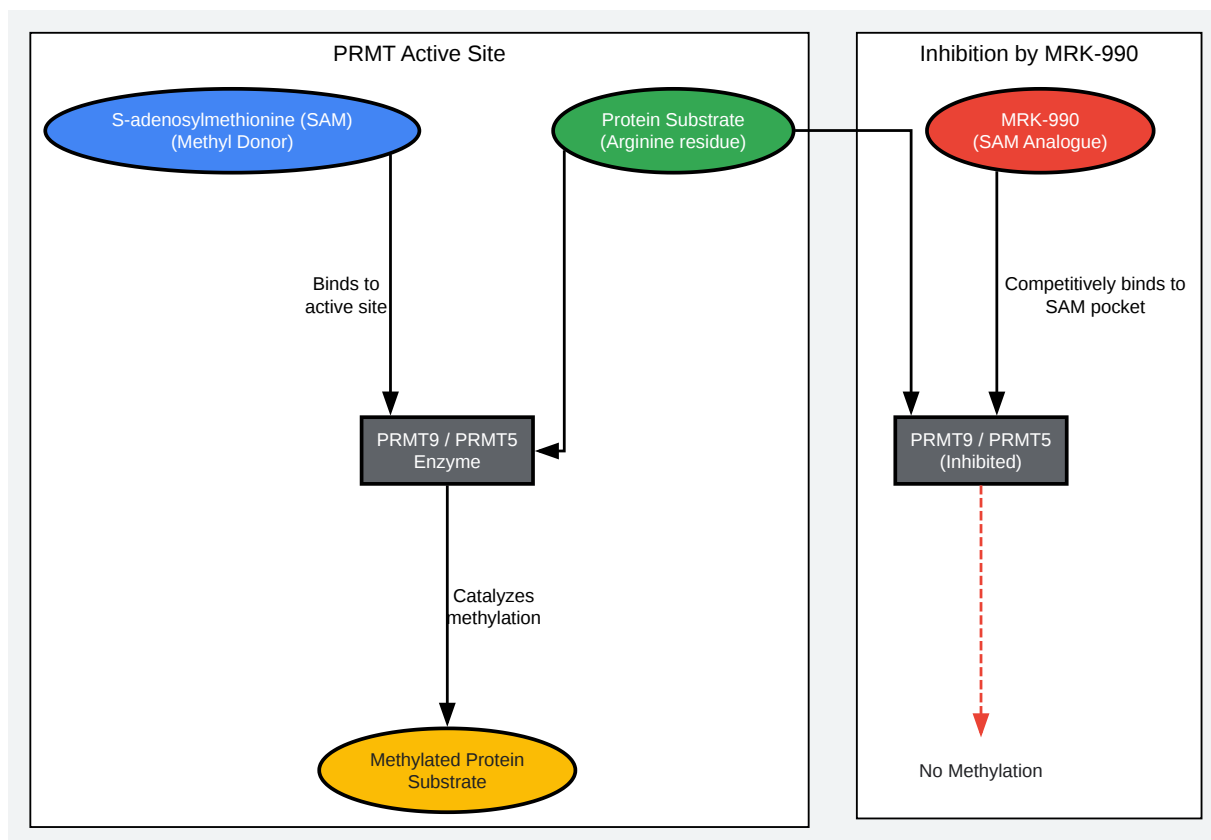 PRMT Active Site
S-adenosylmethionine (SAM)
(Methyl Donor)
Protein Substrate
(Arginine residue)
Binds to
active site
PRMT9 / PRMT5
Enzyme
Catalyzes
methylation
Methylated Protein
Substrate
Inhibition by MRK-990
MRK-990
(SAM Analogue)
Competitively binds to
SAM pocket
PRMT9 / PRMT5
(Inhibited)
No Methylation